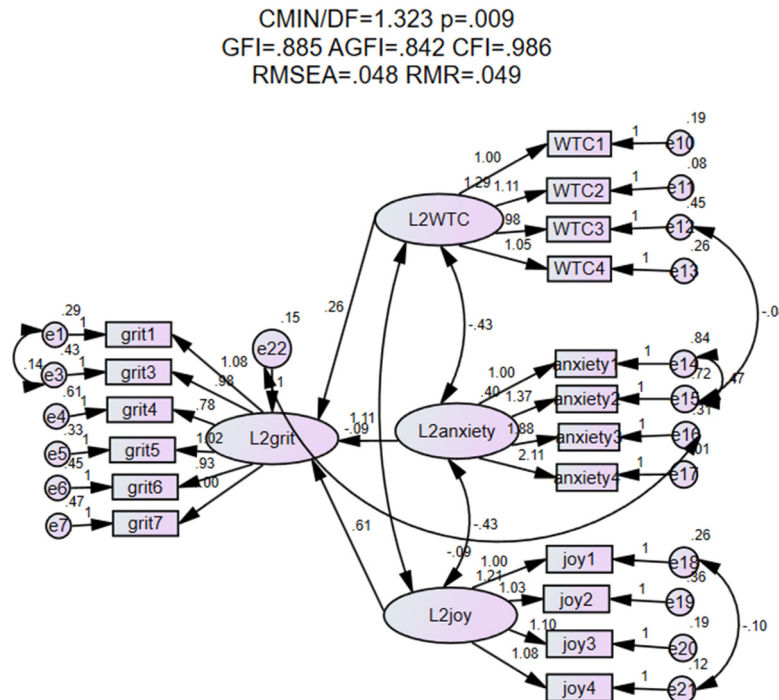 CMIN/DF=1.323 p=.009
GFI=.885 AGFI=.842 CFI=.986
RMSEA=.048 RMR=.049
.19
1
WTC1
e10
1.00
.08
1
1.29
1.11
WTC2
e11
.45
L2WTC
1
.98
WTC3
e12
.26
1.05
1
WTC4
e13
.29
.15
.26
-.43
-.0
e1
1
grit1
.84
.43
e22
1.08
1.00
anxiety1
1
e14
.14
e3
1
grit3
.98
1
.72
.47
.61
.40
1.37
anxiety2
1
e15
e4
1
grit4
.78
1.11
.31
.33
1.02
L2grit
-.09
L2anxiety
1.88
anxiety3
1
e16
e5
1
grit5
.01
.45
.93
2.11
anxiety4
1
e17
e6
1
grit6
.00
.47
e7
1
grit7
.61
-.43
.26
-.09
1.00
joy1
1
e18
1.21
.36
1.03
joy2
1
e19
L2joy
.19
-.10
1.10
joy3
1
e20
1.08
.12
joy4
1
e21